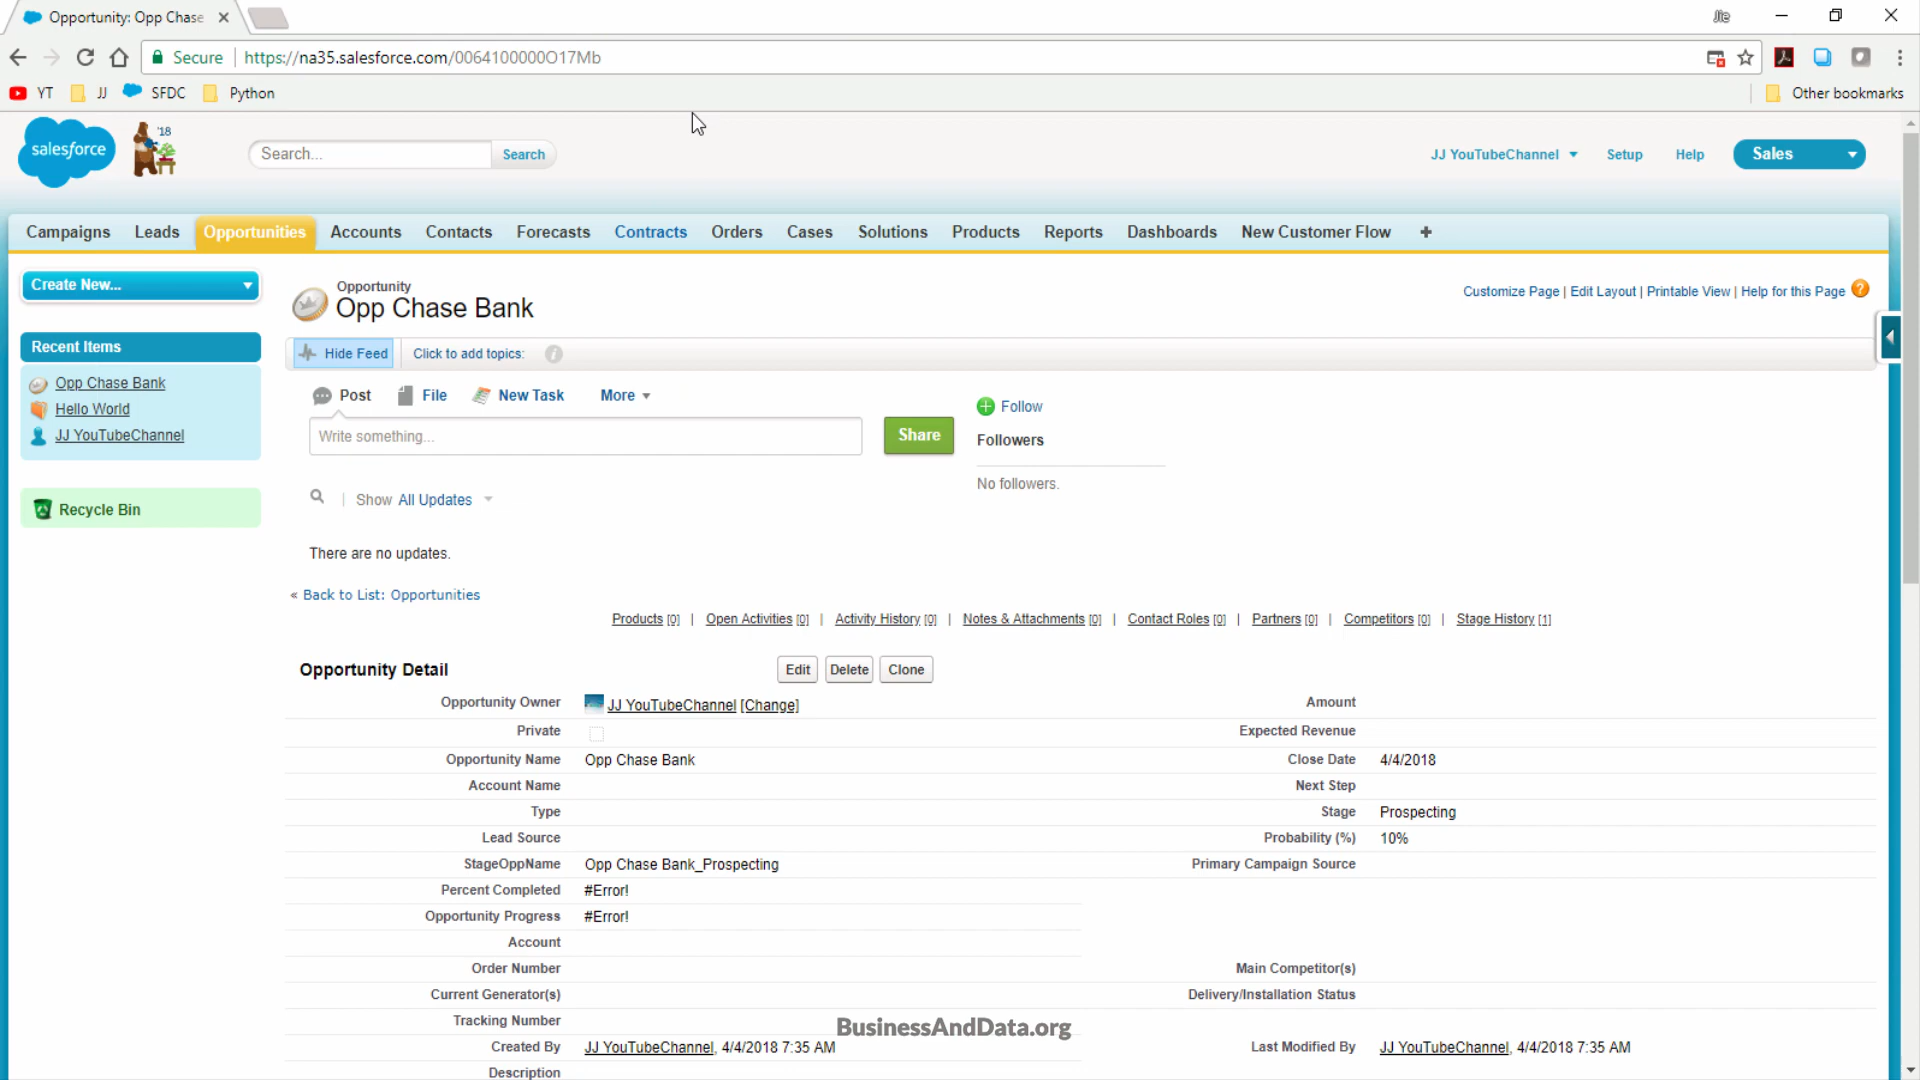 Opportunity: Opp Chase
Jie
Secure https://na35.salesforce.com/0064100000O17Mb
YT JJ SFDC Python Other bookmarks
salesforce '18 Search... Search JJ YouTubeChannel Setup Help Sales
Campaigns Leads Opportunities Accounts Contacts Forecasts Contracts Orders Cases Solutions Products Reports Dashboards New Customer Flow +
Create New...
Opportunity
Opp Chase Bank
Customize Page | Edit Layout | Printable View | Help for this Page ?
Recent Items
Opp Chase Bank
Hello World
JJ YouTubeChannel
Recycle Bin
Hide Feed Click to add topics: i
Post File New Task More
Write something... Share
Follow
Followers
No followers.
Show All Updates
There are no updates.
« Back to List: Opportunities
Products [0] | Open Activities [0] | Activity History [0] | Notes & Attachments [0] | Contact Roles [0] | Partners [0] | Competitors [0] | Stage History [1]
Opportunity Detail Edit Delete Clone
Opportunity Owner JJ YouTubeChannel [Change] Amount
Private Expected Revenue
Opportunity Name Opp Chase Bank Close Date 4/4/2018
Account Name Next Step
Type Stage Prospecting
Lead Source Probability (%) 10%
StageOppName Opp Chase Bank_Prospecting Primary Campaign Source
Percent Completed #Error!
Opportunity Progress #Error!
Account
Order Number Main Competitor(s)
Current Generator(s) Delivery/Installation Status
Tracking Number
BusinessAndData.org
Created By JJ YouTubeChannel, 4/4/2018 7:35 AM Last Modified By JJ YouTubeChannel, 4/4/2018 7:35 AM
Description